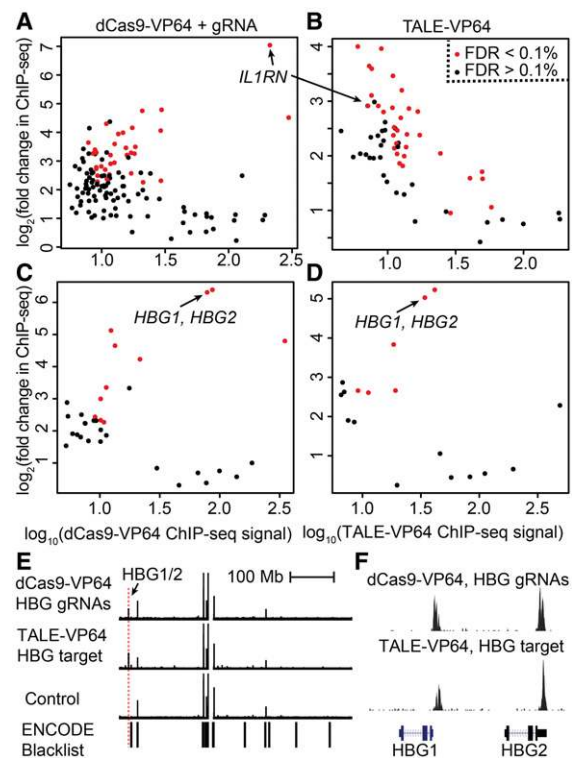 A
dCas9-VP64 + gRNA
log2(fold change in ChIP-seq)
0
1
2
3
4
5
6
7
1.0
1.5
2.0
2.5
IL1RN
B
TALE-VP64
FDR < 0.1%
FDR > 0.1%
1
2
3
4
1.0
1.5
2.0
C
log2(fold change in ChIP-seq)
1
2
3
4
5
6
HBG1, HBG2
1.0
1.5
2.0
2.5
log10(dCas9-VP64 ChIP-seq signal)
D
1
2
3
4
5
HBG1, HBG2
1.0
1.5
2.0
2.5
log10(TALE-VP64 ChIP-seq signal)
E
HBG1/2
100 Mb
dCas9-VP64
HBG gRNAs
TALE-VP64
HBG target
Control
ENCODE
Blacklist
F
dCas9-VP64, HBG gRNAs
TALE-VP64, HBG target
HBG1
HBG2